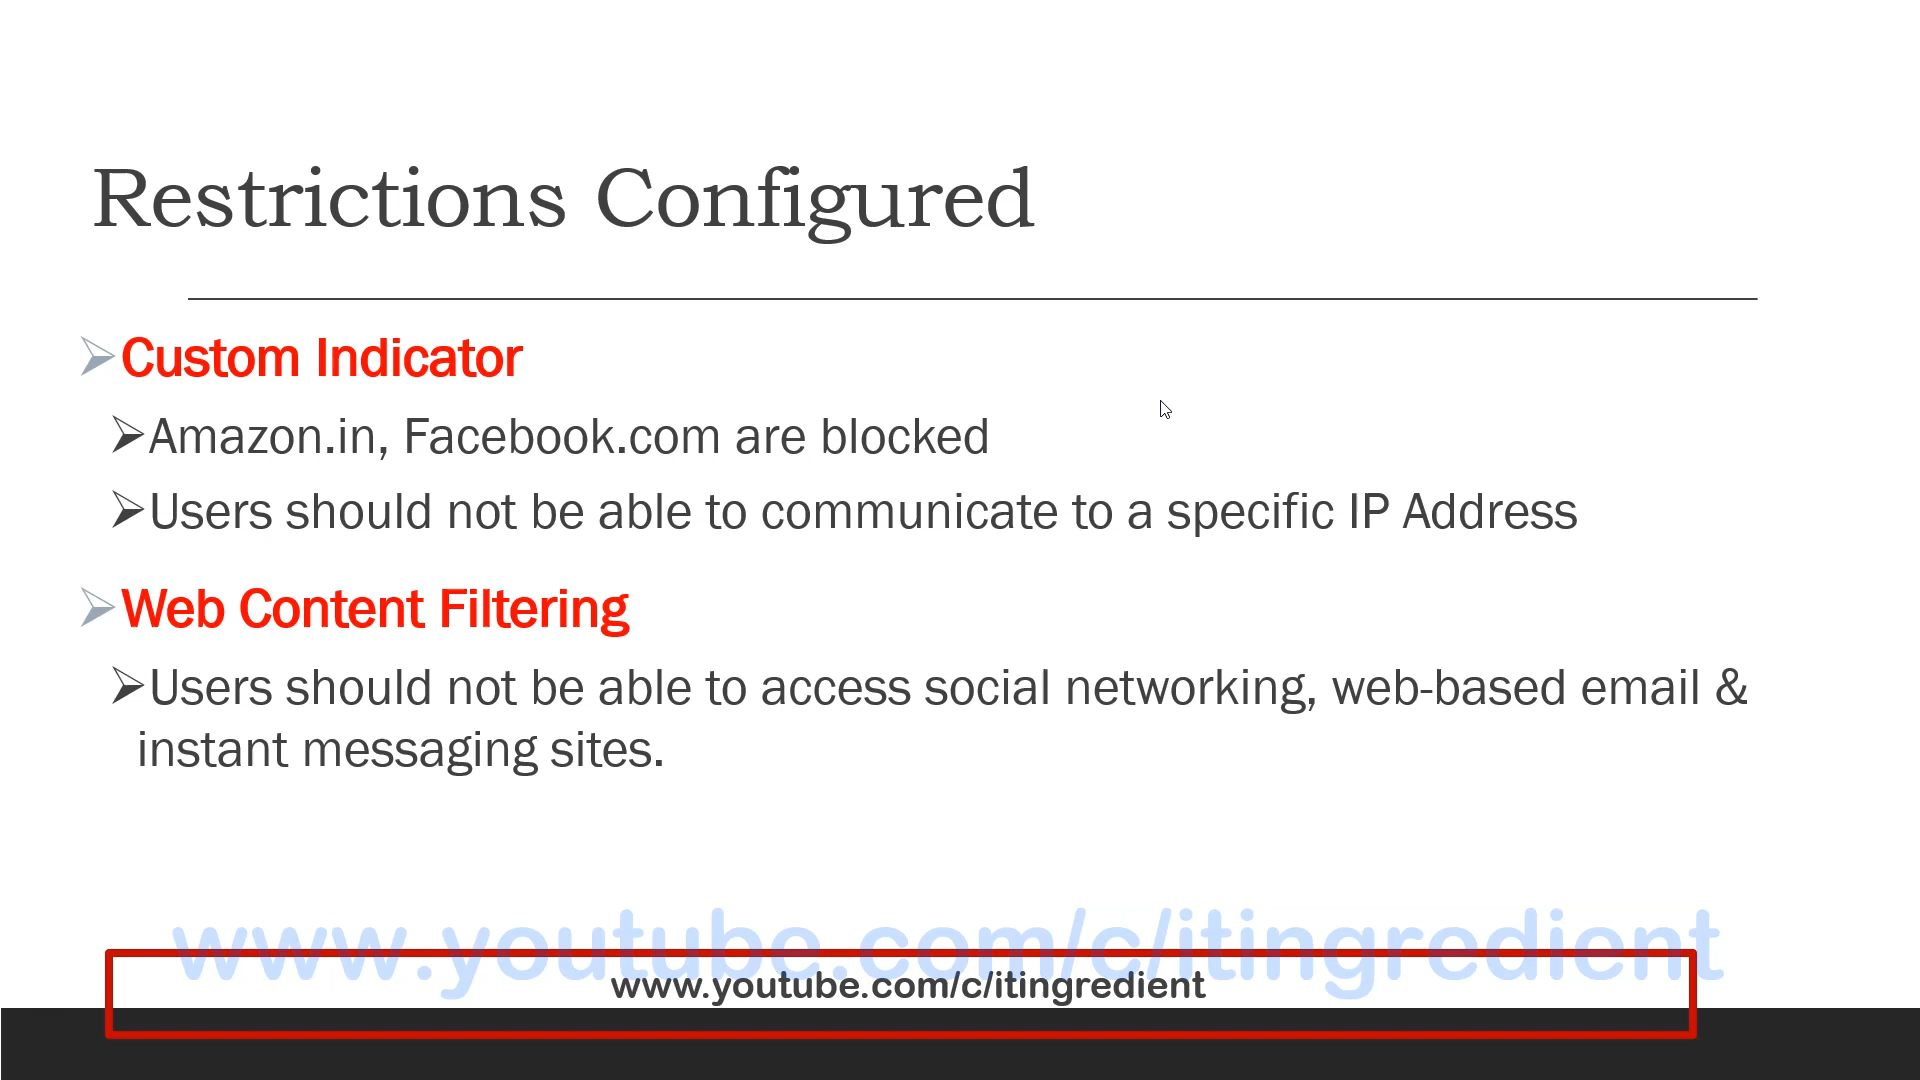 Restrictions Configured
Custom Indicator
Amazon.in, Facebook.com are blocked
Users should not be able to communicate to a specific IP Address
Web Content Filtering
Users should not be able to access social networking, web-based email &
instant messaging sites.
www.youtube.com/c/itingredient
www.youtube.com/c/itingredient